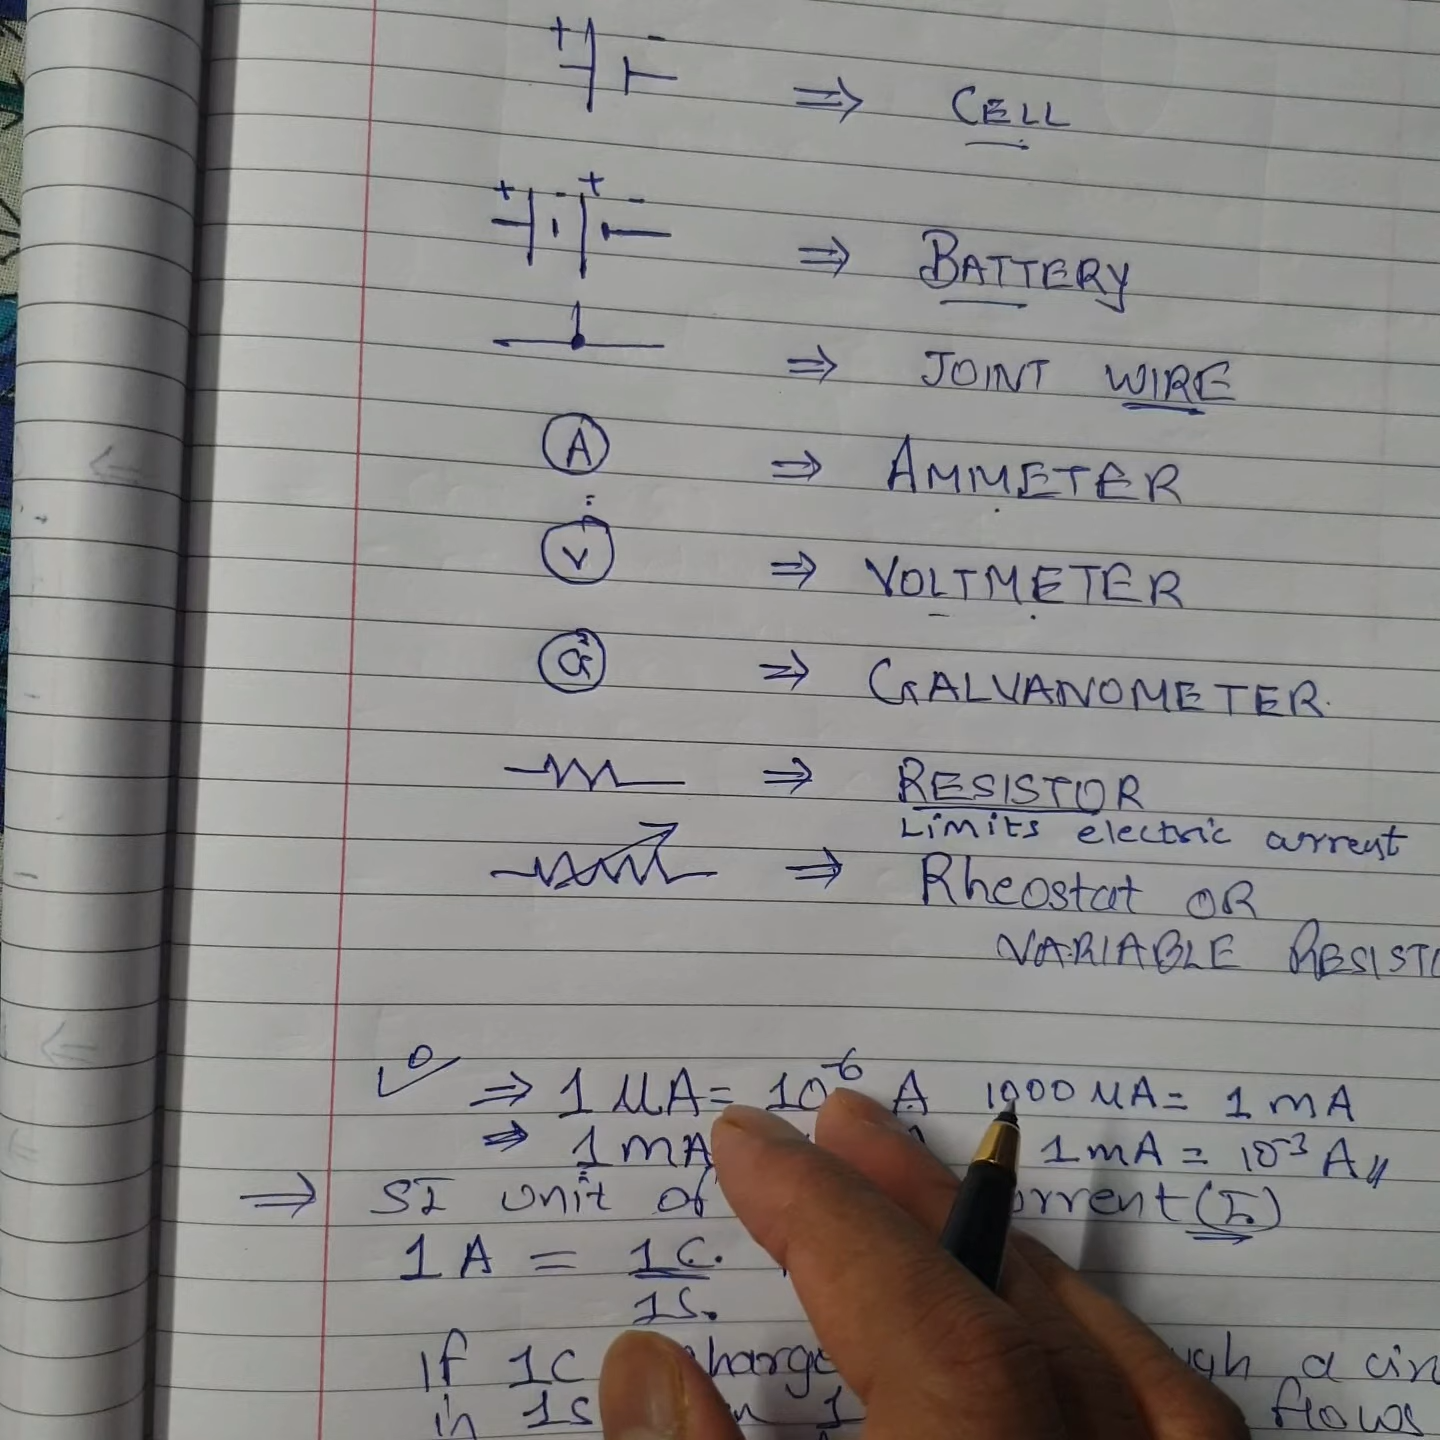 + - ⇒ CELL
+ - + - ⇒ BATTERY
⇒ JOINT WIRE
A ⇒ AMMETER
V ⇒ VOLTMETER
G ⇒ GALVANOMETER.
⇒ RESISTOR
Limits electric current
⇒ Rheostat OR
VARIABLE RESISTO
⇒ 1 μA = 10⁻⁶ A 1000 μA = 1 mA
⇒ 1 mA 1mA = 10⁻³ A
⇒ SI unit of (I)
1 A = 1C.
1S.
If 1C a
in 1s 1 flows